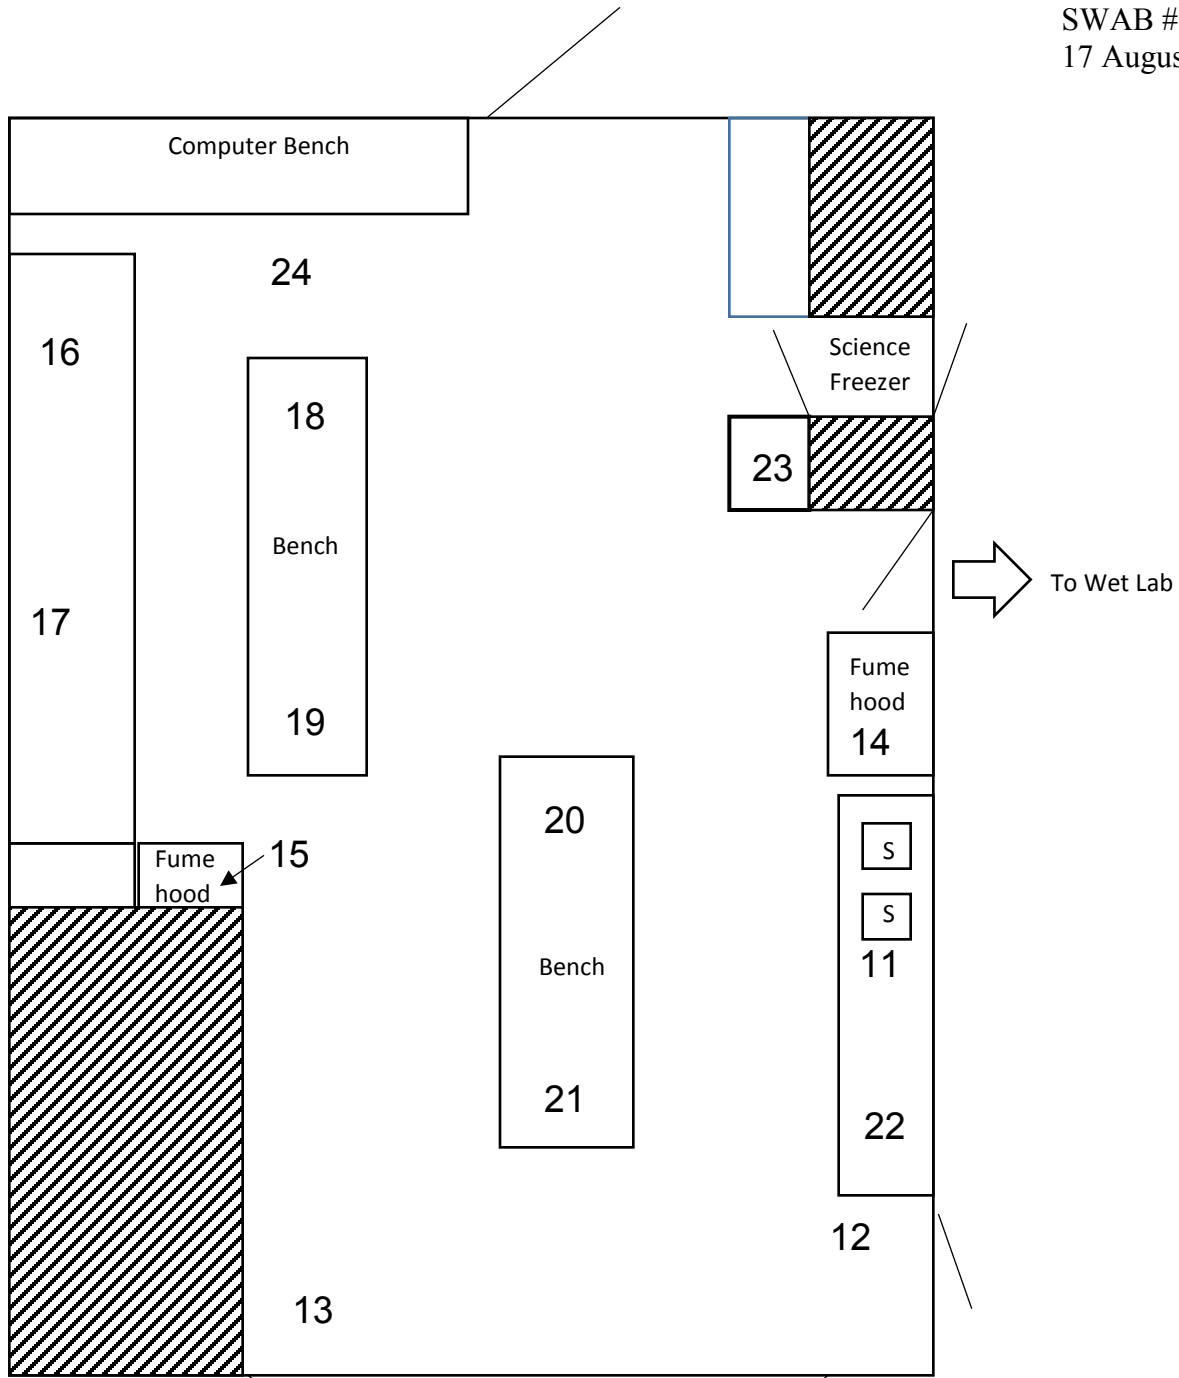 SWAB #
17 Augus
Computer Bench
24
16
Science
Freezer
18
23
Bench
To Wet Lab
17
Fume
hood
14
19
20
S
15
Fume
hood
S
11
Bench
21
22
12
13